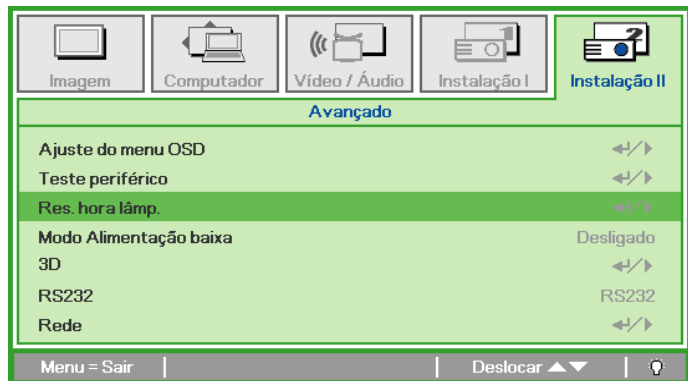 Imagem Computador Vídeo / Áudio Instalação I Instalação II
Avançado
Ajuste do menu OSD
Teste periférico
Res. hora lâmp.
Modo Alimentação baixa Desligado
3D
RS232 RS232
Rede
Menu = Sair Deslocar ▲▼